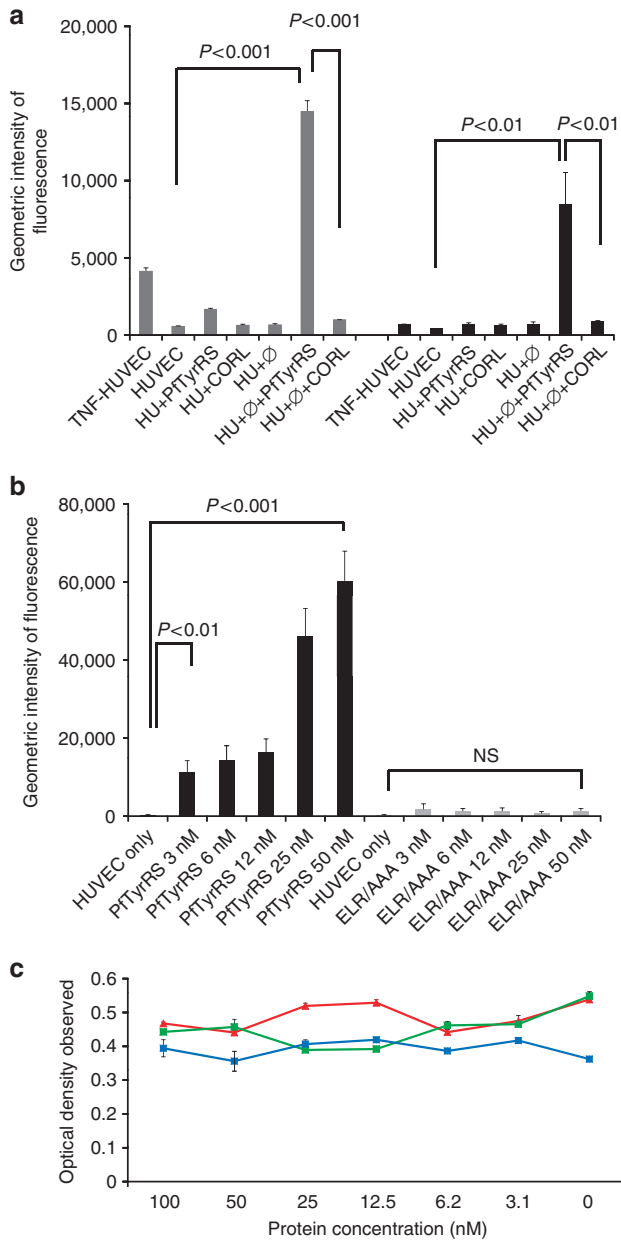 a
20,000
15,000
10,000
5,000
0
Geometric intensity of
fluorescence
P<0.001
P<0.001
P<0.01
P<0.01
TNF-HUVEC
HUVEC
HU+PfTyrRS
HU+CORL
HU+Ø
HU+Ø+PfTyrRS
HU+Ø+CORL
TNF-HUVEC
HUVEC
HU+PfTyrRS
HU+CORL
HU+Ø
HU+Ø+PfTyrRS
HU+Ø+CORL
b
80,000
60,000
40,000
20,000
0
Geometric intensity of fluorescence
P<0.001
P<0.01
NS
HUVEC only
PfTyrRS 3 nM
PfTyrRS 6 nM
PfTyrRS 12 nM
PfTyrRS 25 nM
PfTyrRS 50 nM
HUVEC only
ELR/AAA 3 nM
ELR/AAA 6 nM
ELR/AAA 12 nM
ELR/AAA 25 nM
ELR/AAA 50 nM
c
0.6
0.5
0.4
0.3
0.2
0.1
0
Optical density observed
100 50 25 12.5 6.2 3.1 0
Protein concentration (nM)